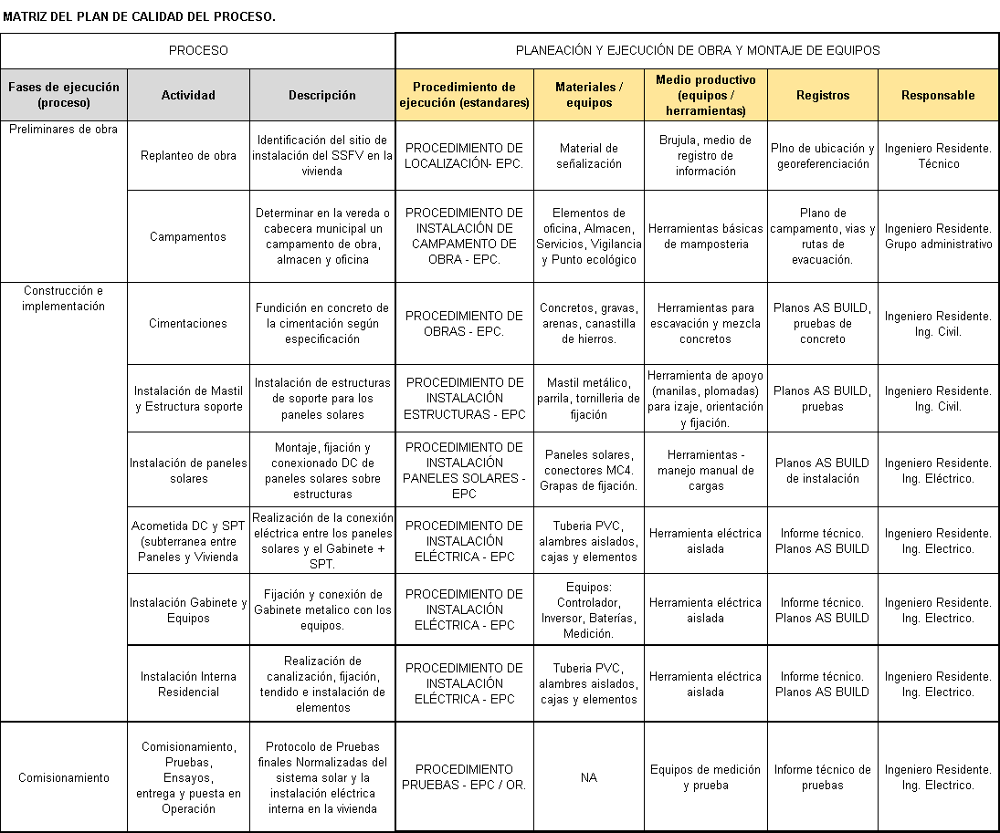 MATRIZ DEL PLAN DE CALIDAD DEL PROCESO.
PROCESO
PLANEACIÓN Y EJECUCIÓN DE OBRA Y MONTAJE DE EQUIPOS
Fases de ejecución
(proceso)
Actividad
Descripción
Procedimiento de
ejecución (estandares)
Materiales /
equipos
Medio productivo
(equipos /
herramientas)
Registros
Responsable
Preliminares de obra
Replanteo de obra
Identificación del sitio de
instalación del SSFV en la
vivienda
PROCEDIMIENTO DE
LOCALIZACIÓN- EPC.
Material de
señalización
Brujula, medio de
registro de
información
Plno de ubicación y
georeferenciación
Ingeniero Residente.
Técnico
Campamentos
Determinar en la vereda o
cabecera municipal un
campamento de obra,
almacen y oficina
PROCEDIMIENTO DE
INSTALACIÓN DE
CAMPAMENTO DE
OBRA - EPC.
Elementos de
oficina, Almacen,
Servicios, Vigilancia
y Punto ecológico
Herramientas básicas
de mamposteria
Plano de
campamento, vias y
rutas de
evacuación.
Ingeniero Residente.
Grupo administrativo
Construcción e
implementación
Cimentaciones
Fundición en concreto de
la cimentación según
especificación
PROCEDIMIENTO DE
OBRAS - EPC.
Concretos, gravas,
arenas, canastilla
de hierros.
Herramientas para
escavación y mezcla
concretos
Planos AS BUILD,
pruebas de
concreto
Ingeniero Residente.
Ing. Civil.
Instalación de Mastil
y Estructura soporte
Instalación de estructuras
de soporte para los
paneles solares
PROCEDIMIENTO DE
INSTALACIÓN
ESTRUCTURAS - EPC
Mastil metálico,
parrila, tornilleria de
fijación
Herramienta de apoyo
(manilas, plomadas)
para izaje, orientación
y fijación.
Planos AS BUILD,
pruebas
Ingeniero Residente.
Ing. Civil.
Instalación de paneles
solares
Montaje, fijación y
conexionado DC de
paneles solares sobre
estructuras
PROCEDIMIENTO DE
INSTALACIÓN
PANELES SOLARES -
EPC
Paneles solares,
conectores MC4.
Grapas de fijación.
Herramientas -
manejo manual de
cargas
Planos AS BUILD
de instalación
Ingeniero Residente.
Ing. Eléctrico.
Acometida DC y SPT
(subterranea entre
Paneles y Vivienda
Realización de la conexión
eléctrica entre los paneles
solares y el Gabinete +
SPT.
PROCEDIMIENTO DE
INSTALACIÓN
ELÉCTRICA - EPC
Tuberia PVC,
alambres aislados,
cajas y elementos
Herramienta eléctrica
aislada
Informe técnico.
Planos AS BUILD
Ingeniero Residente.
Ing. Electrico.
Instalación Gabinete y
Equipos
Fijación y conexión de
Gabinete metalico con los
equipos.
PROCEDIMIENTO DE
INSTALACIÓN
ELÉCTRICA - EPC
Equipos:
Controlador,
Inversor, Baterías,
Medición.
Herramienta eléctrica
aislada
Informe técnico.
Planos AS BUILD
Ingeniero Residente.
Ing. Electrico.
Instalación Interna
Residencial
Realización de
canalización, fijación,
tendido e instalación de
elementos
PROCEDIMIENTO DE
INSTALACIÓN
ELÉCTRICA - EPC
Tuberia PVC,
alambres aislados,
cajas y elementos
Herramienta eléctrica
aislada
Informe técnico.
Planos AS BUILD
Ingeniero Residente.
Ing. Electrico.
Comisionamiento
Comisionamiento,
Pruebas,
Ensayos,
entrega y puesta en
Operación
Protocolo de Pruebas
finales Normalizadas del
sistema solar y la
instalación eléctrica
interna en la vivienda
PROCEDIMIENTO
PRUEBAS - EPC / OR.
NA
Equipos de medición
y prueba
Informe técnico de
pruebas
Ingeniero Residente.
Ing. Electrico.